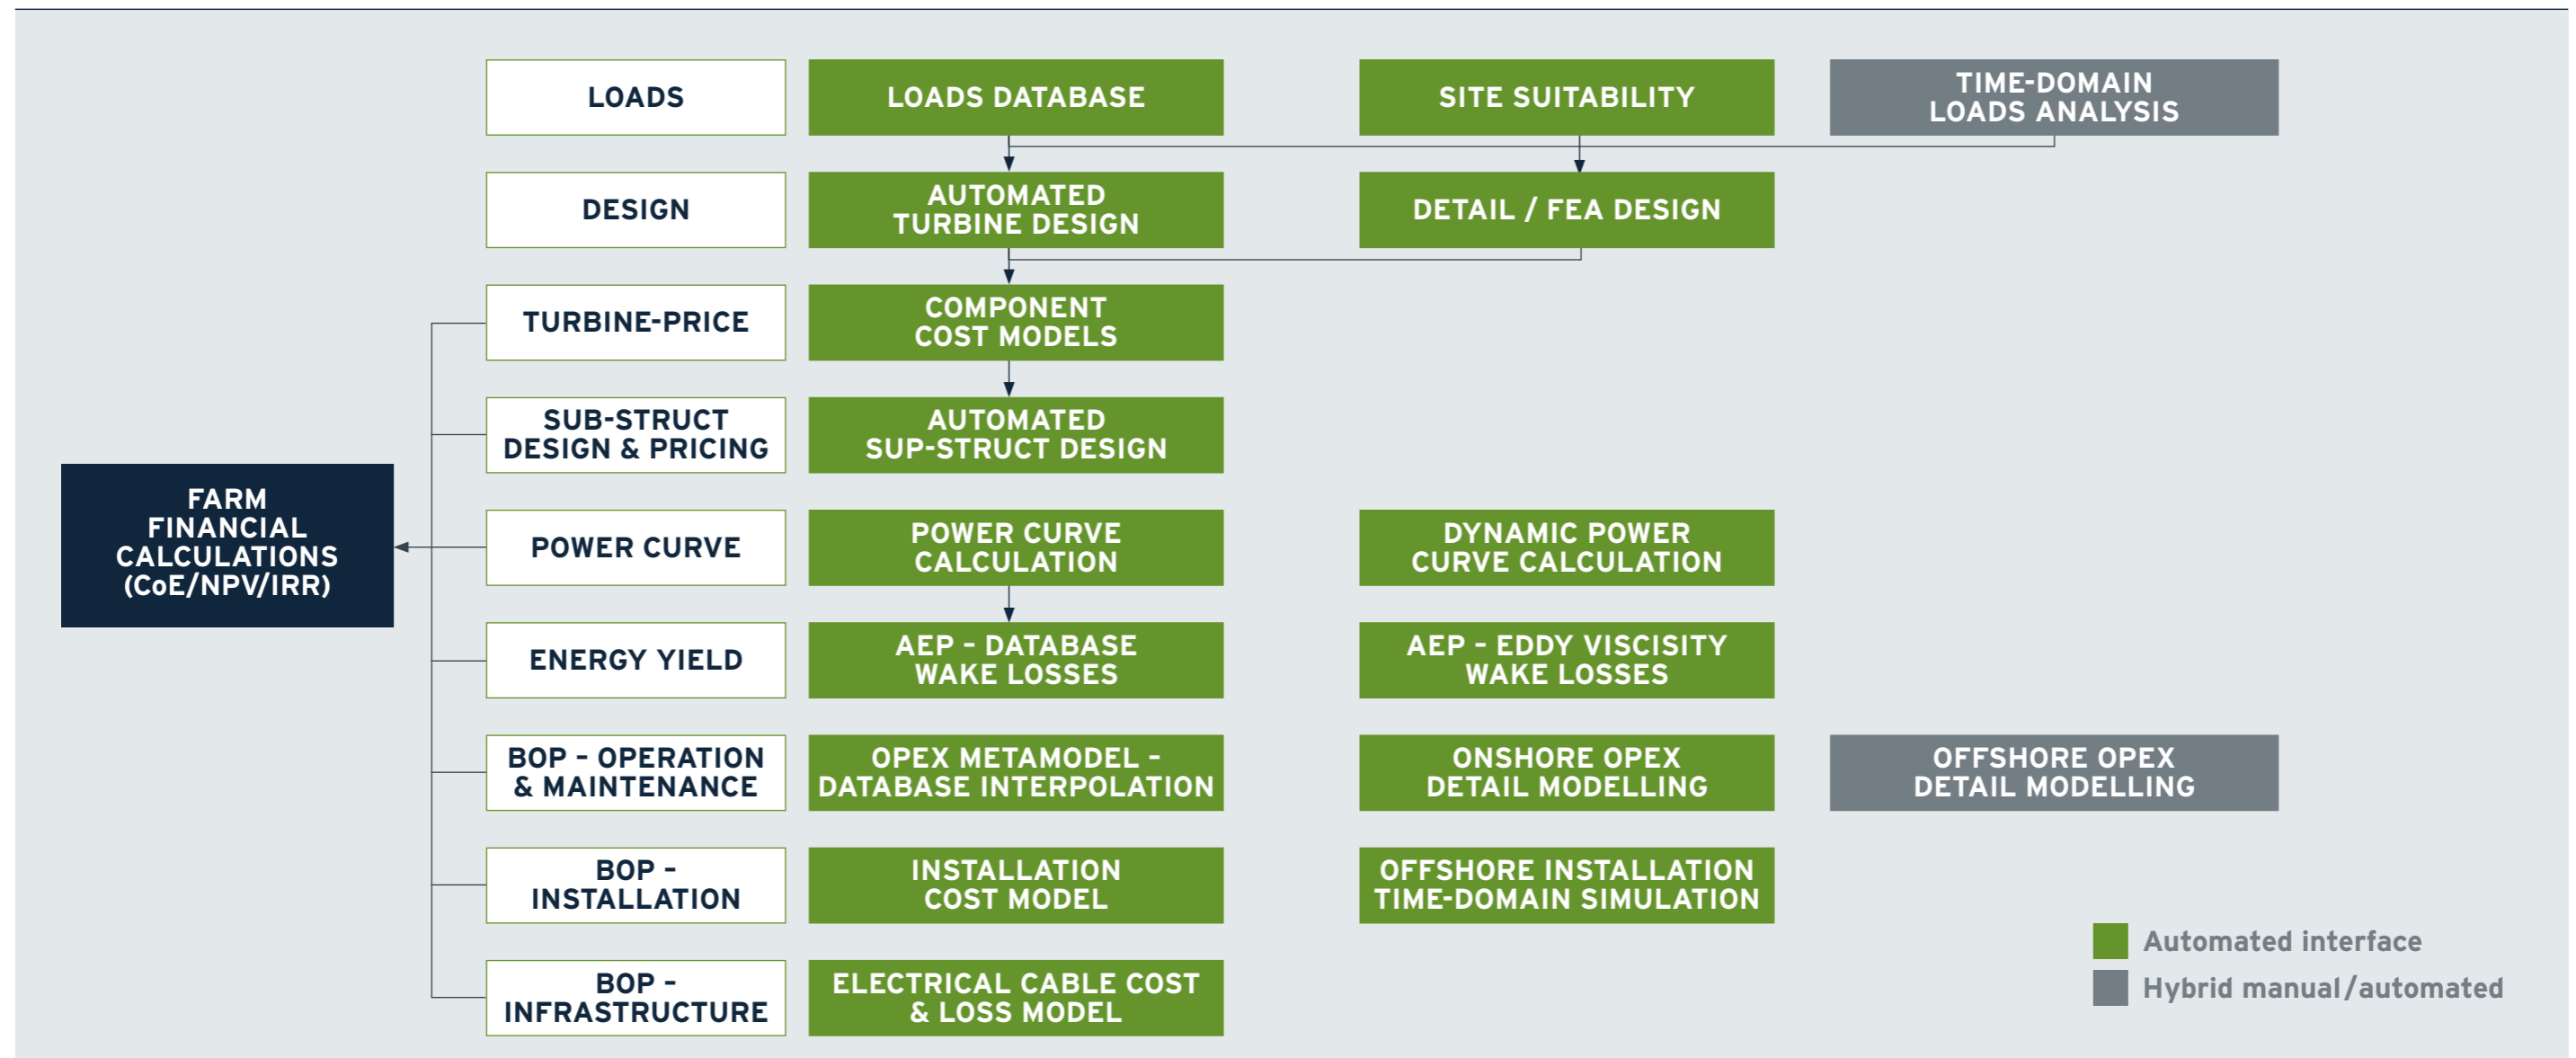 LOADS
LOADS DATABASE
SITE SUITABILITY
TIME-DOMAIN
LOADS ANALYSIS
DESIGN
AUTOMATED
TURBINE DESIGN
DETAIL / FEA DESIGN
TURBINE-PRICE
COMPONENT
COST MODELS
SUB-STRUCT
DESIGN & PRICING
AUTOMATED
SUP-STRUCT DESIGN
FARM
FINANCIAL
CALCULATIONS
(CoE/NPV/IRR)
POWER CURVE
POWER CURVE
CALCULATION
DYNAMIC POWER
CURVE CALCULATION
ENERGY YIELD
AEP – DATABASE
WAKE LOSSES
AEP – EDDY VISCISITY
WAKE LOSSES
BOP – OPERATION
& MAINTENANCE
OPEX METAMODEL –
DATABASE INTERPOLATION
ONSHORE OPEX
DETAIL MODELLING
OFFSHORE OPEX
DETAIL MODELLING
BOP –
INSTALLATION
INSTALLATION
COST MODEL
OFFSHORE INSTALLATION
TIME-DOMAIN SIMULATION
BOP –
INFRASTRUCTURE
ELECTRICAL CABLE COST
& LOSS MODEL
Automated interface
Hybrid manual/automated